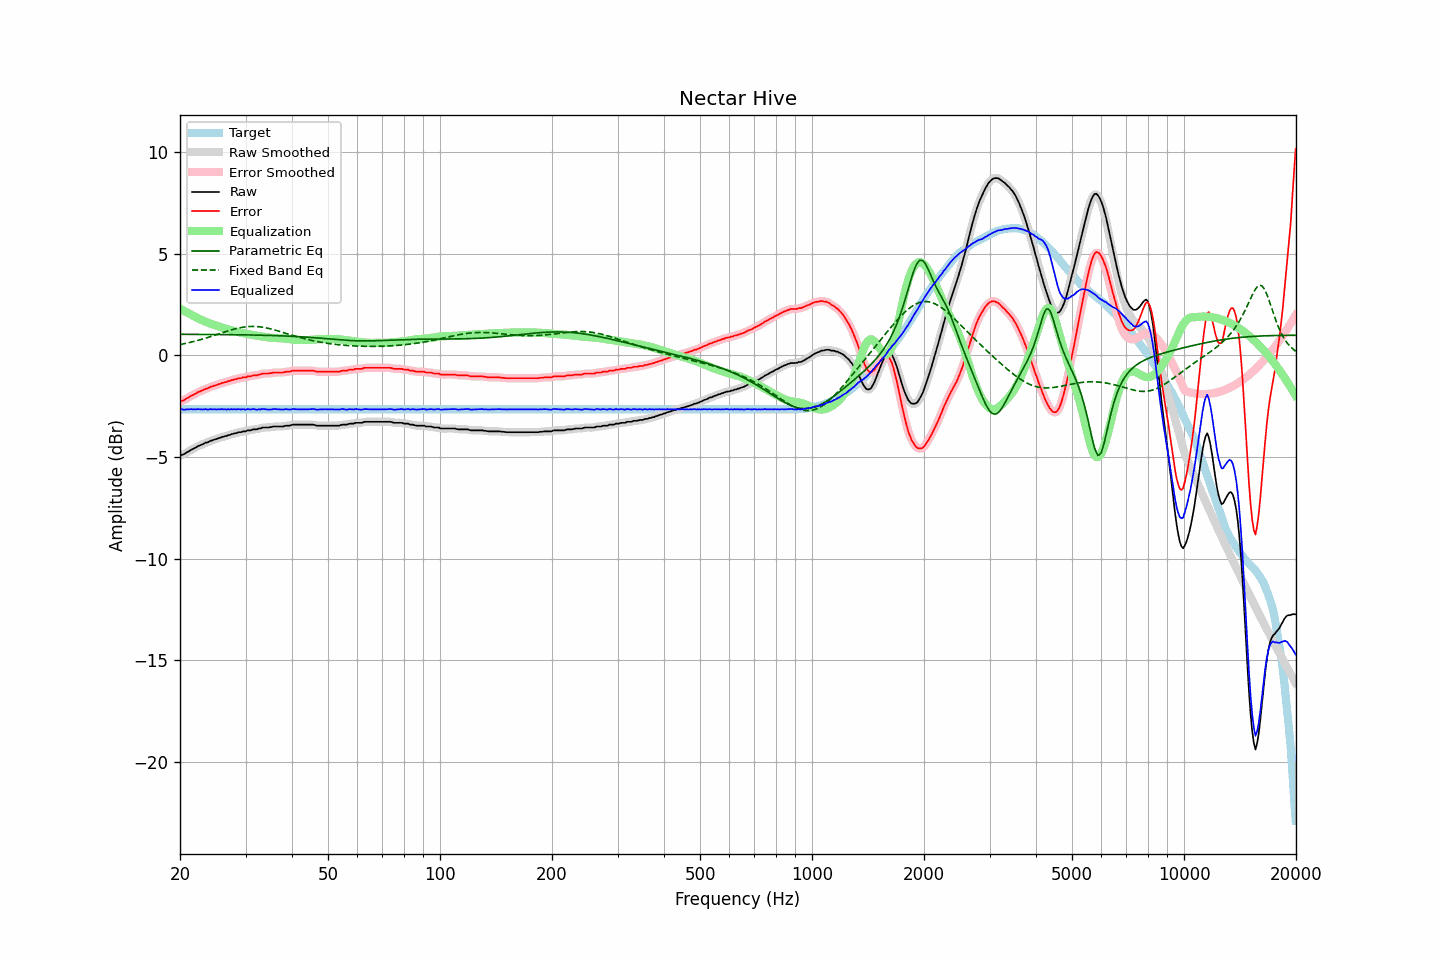 Nectar Hive
Target
Raw Smoothed
Error Smoothed
Raw
Error
Equalization
Parametric Eq
Fixed Band Eq
Equalized
10
5
0
−5
−10
−15
−20
Amplitude (dBr)
20
50
100
200
500
1000
2000
5000
10000
20000
Frequency (Hz)